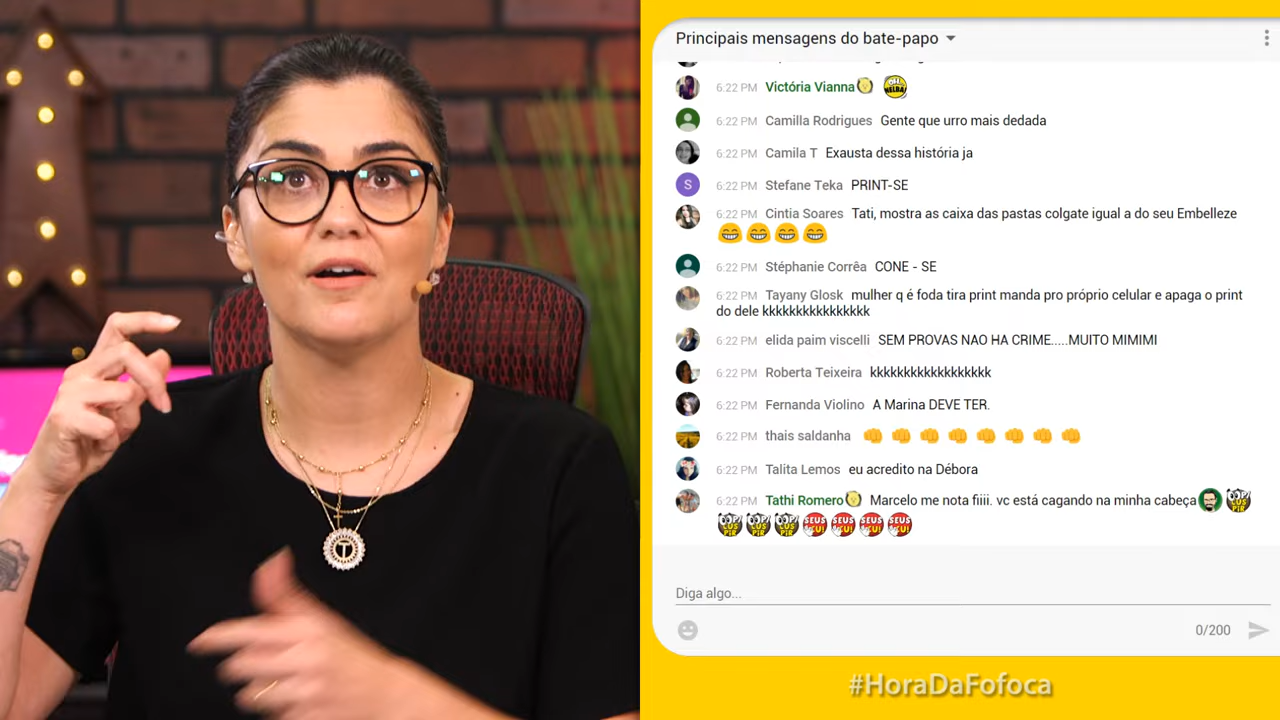 Principais mensagens do bate-papo
6:22 PM Victória Vianna
6:22 PM Camilla Rodrigues Gente que urro mais dedada
6:22 PM Camila T Exausta dessa história ja
S 6:22 PM Stefane Teka PRINT-SE
6:22 PM Cintia Soares Tati, mostra as caixa das pastas colgate igual a do seu Embelleze
6:22 PM Stéphanie Corrêa CONE - SE
6:22 PM Tayany Glosk mulher q é foda tira print manda pro próprio celular e apaga o print
do dele kkkkkkkkkkkkkkkk
6:22 PM elida paim viscelli SEM PROVAS NAO HA CRIME.....MUITO MIMIMI
6:22 PM Roberta Teixeira kkkkkkkkkkkkkkkkkk
6:22 PM Fernanda Violino A Marina DEVE TER.
6:22 PM thais saldanha 👊👊👊👊👊👊👊👊
6:22 PM Talita Lemos eu acredito na Débora
6:22 PM Tathi Romero Marcelo me nota fiiii. vc está cagando na minha cabeça
Diga algo...
0/200
#HoraDaFofoca
T